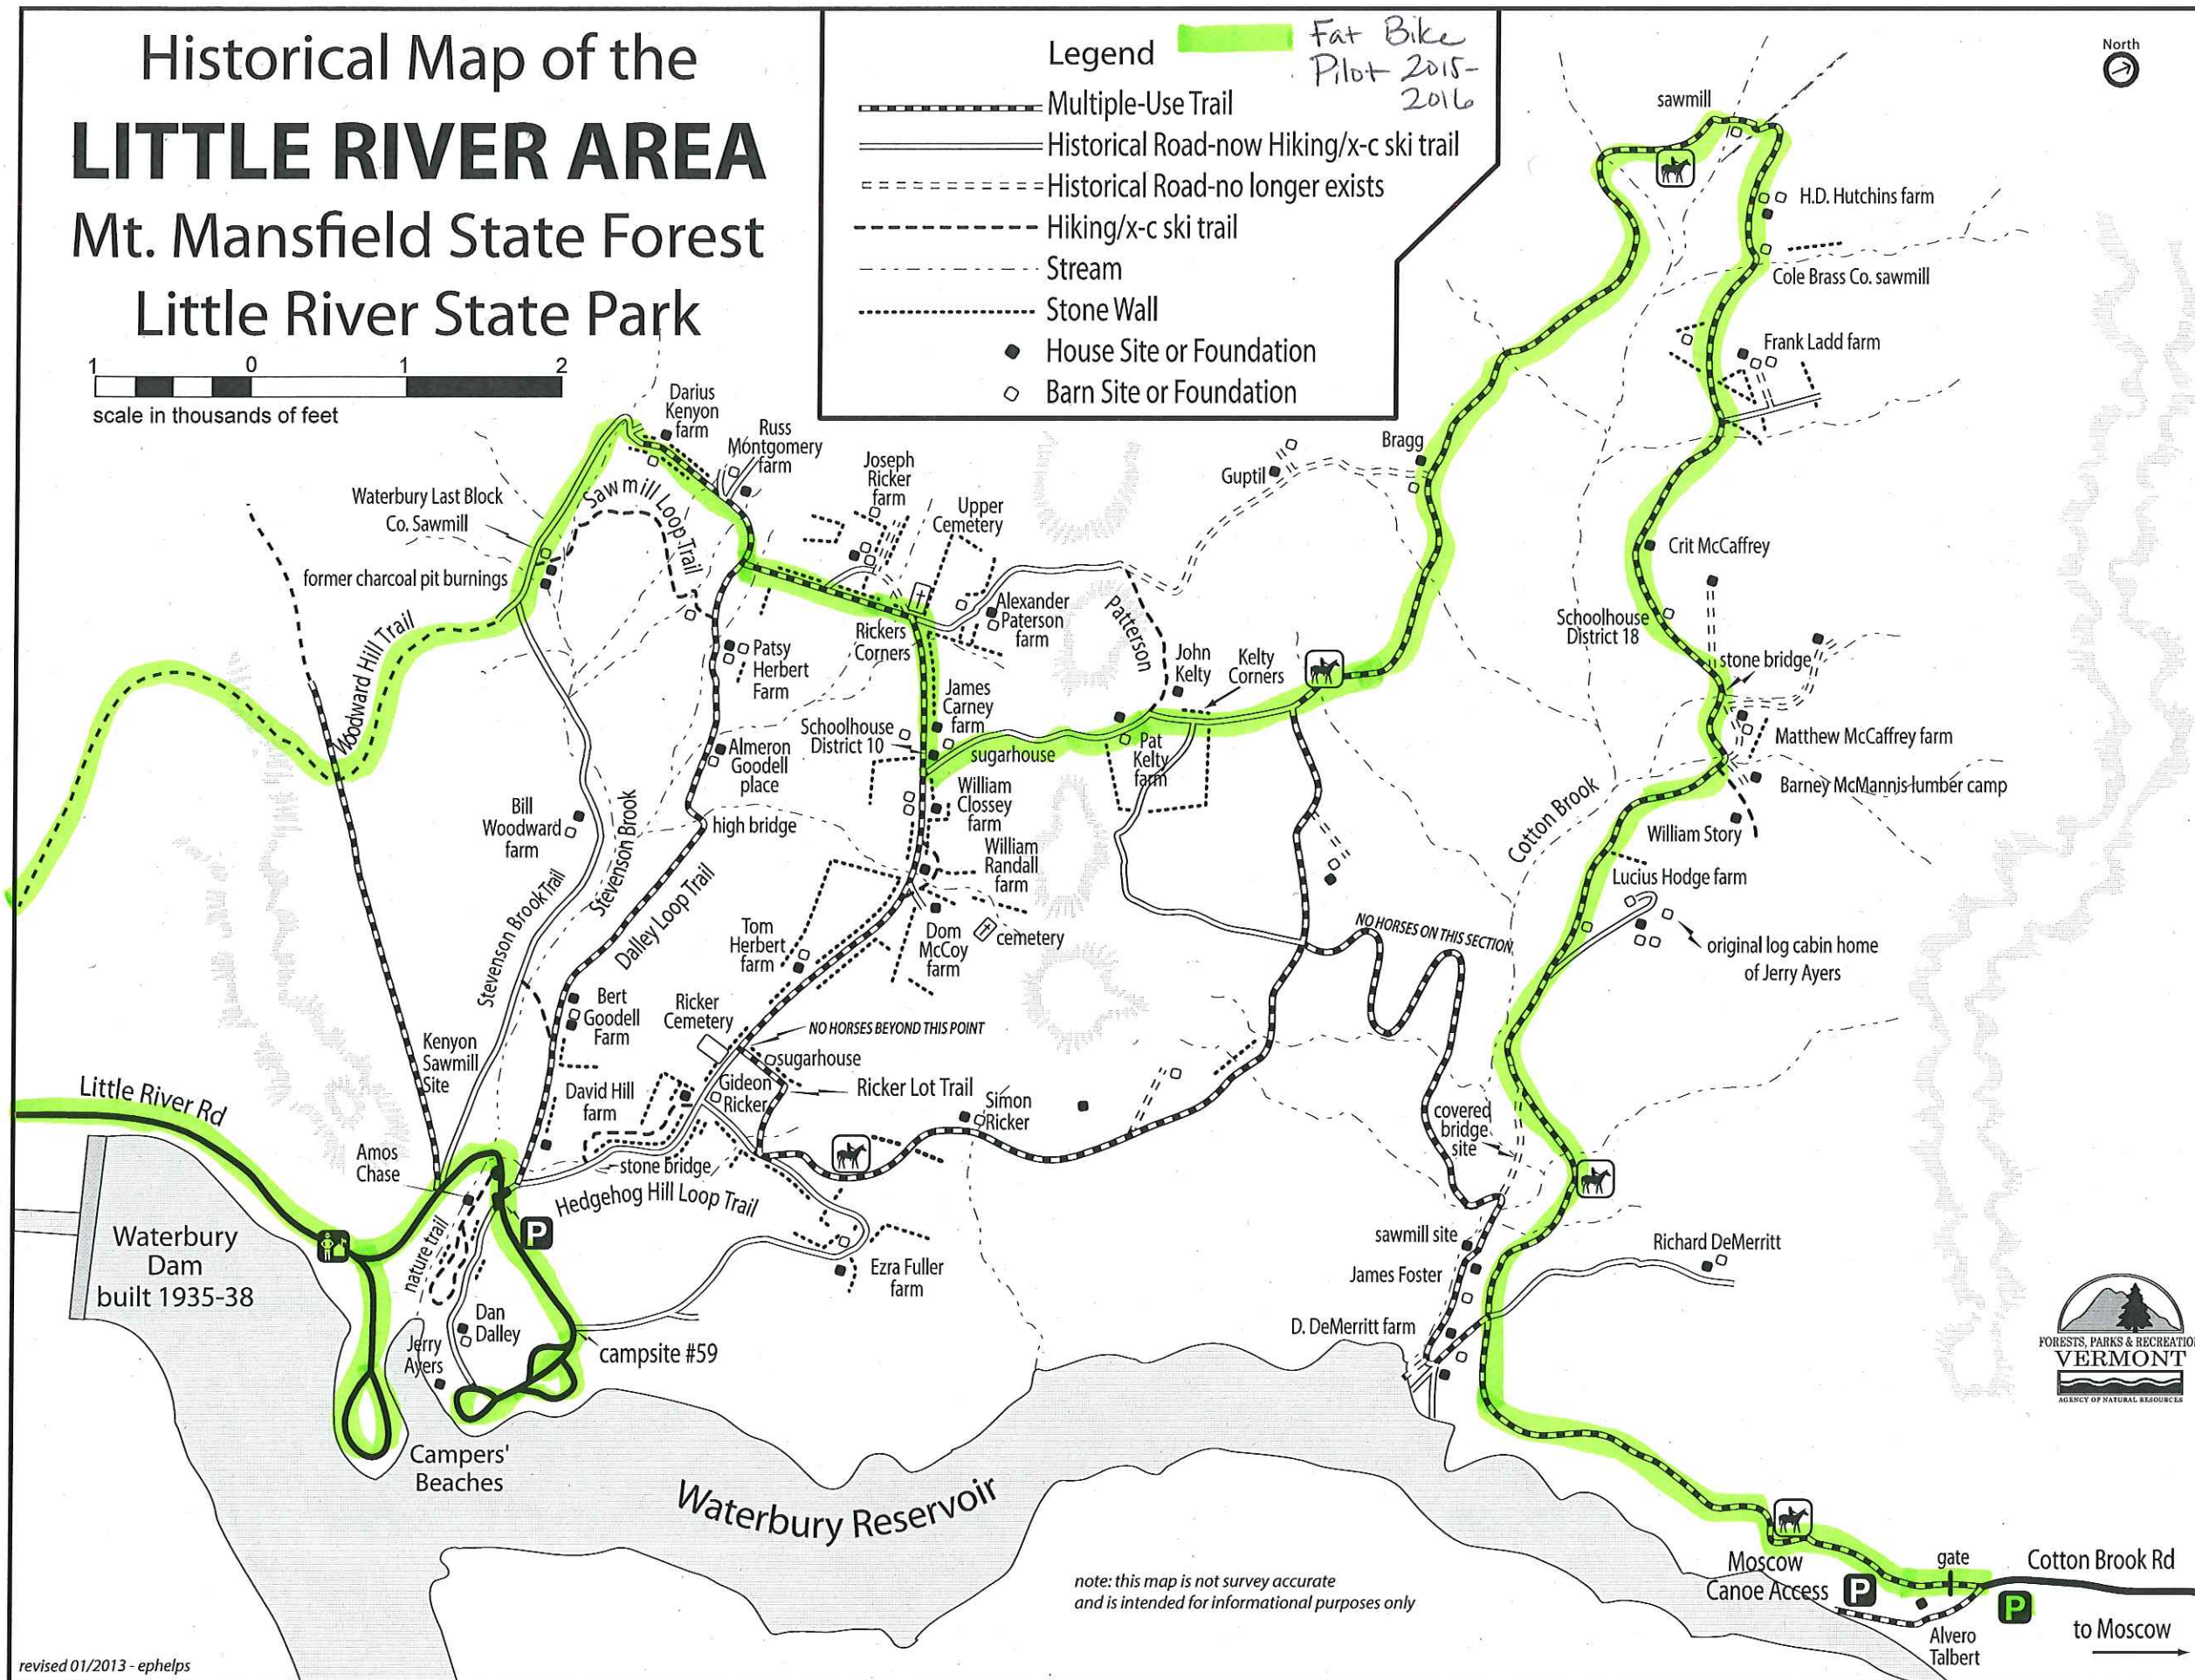 Historical Map of the
LITTLE RIVER AREA
Mt. Mansfield State Forest
Little River State Park
1 0 1 2
scale in thousands of feet
Legend
Fat Bike
Pilot 2015-
2016
Multiple-Use Trail
Historical Road-now Hiking/x-c ski trail
Historical Road-no longer exists
Hiking/x-c ski trail
Stream
Stone Wall
House Site or Foundation
Barn Site or Foundation
North
sawmill
H.D. Hutchins farm
Cole Brass Co. sawmill
Frank Ladd farm
Crit McCaffrey
Schoolhouse
District 18
stone bridge
Matthew McCaffrey farm
Barney McMannis lumber camp
William Story
Cotton Brook
Lucius Hodge farm
original log cabin home
of Jerry Ayers
Bragg
Guptil
Darius
Kenyon
farm
Russ
Montgomery
farm
Joseph
Ricker
farm
Upper
Cemetery
Waterbury Last Block
Co. Sawmill
Sawmill Loop Trail
former charcoal pit burnings
Woodward Hill Trail
Rickers
Corners
Alexander
Paterson
farm
Patterson
John
Kelty
Kelty
Corners
Patsy
Herbert
Farm
James
Carney
farm
Schoolhouse
District 10
sugarhouse
Pat
Kelty
farm
Almeron
Goodell
place
William
Clossey
farm
Bill
Woodward
farm
high bridge
William
Randall
farm
Stevenson Brook Trail
Stevenson Brook
Dalley Loop Trail
Tom
Herbert
farm
Dom
McCoy
farm
cemetery
NO HORSES ON THIS SECTION
Bert
Goodell
Farm
Ricker
Cemetery
NO HORSES BEYOND THIS POINT
Kenyon
Sawmill
Site
sugarhouse
Gideon
Ricker
Ricker Lot Trail
David Hill
farm
Simon
Ricker
covered
bridge
site
Little River Rd
Amos
Chase
stone bridge
Hedgehog Hill Loop Trail
P
nature trail
Waterbury
Dam
built 1935-38
Ezra Fuller
farm
sawmill site
James Foster
Richard DeMerritt
D. DeMerritt farm
Dan
Dalley
Jerry
Ayers
campsite #59
Campers'
Beaches
Waterbury Reservoir
FORESTS, PARKS & RECREATION
VERMONT
AGENCY OF NATURAL RESOURCES
Moscow
Canoe Access
P
gate
Cotton Brook Rd
P
Alvero
Talbert
to Moscow
note: this map is not survey accurate
and is intended for informational purposes only
revised 01/2013 - ephelps